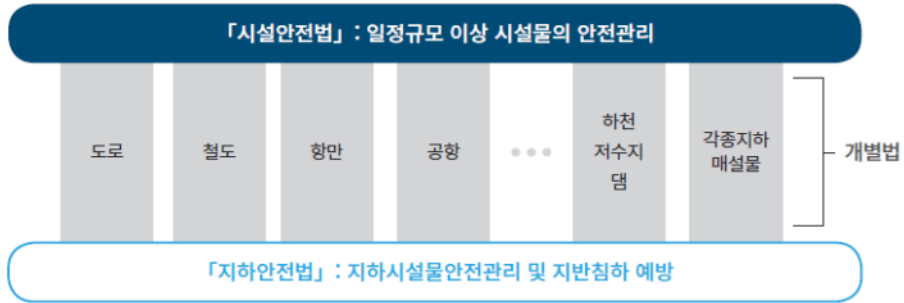 「시설안전법」 : 일정규모 이상 시설물의 안전관리
도로
철도
항만
공항
하천
저수지
댐
각종지하
매설물
개별법
「지하안전법」 : 지하시설물안전관리 및 지반침하 예방